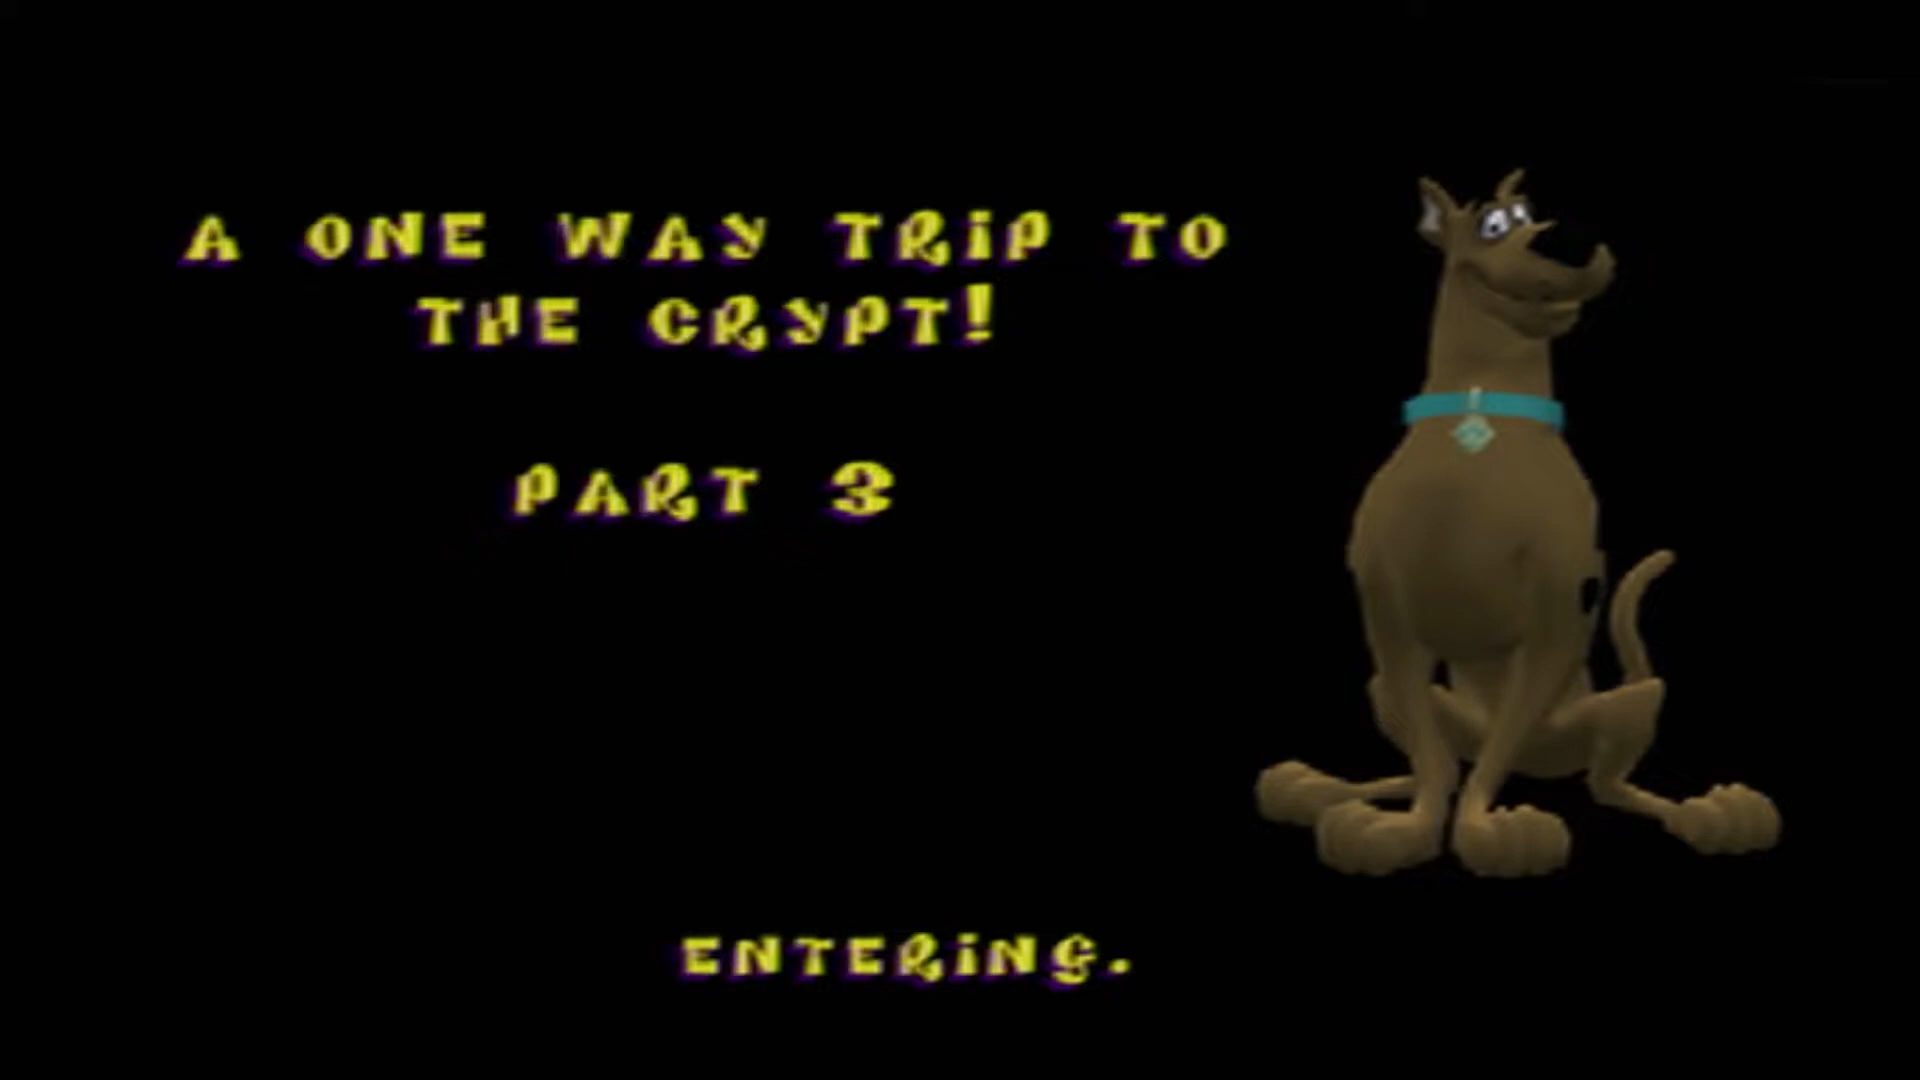 A ONE WAY TRIP TO
THE CRYPT!
PART 3
ENTERING.